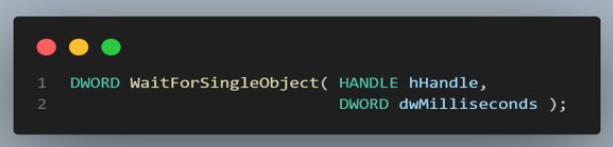 1 DWORD WaitForSingleObject( HANDLE hHandle,
2 DWORD dwMilliseconds );